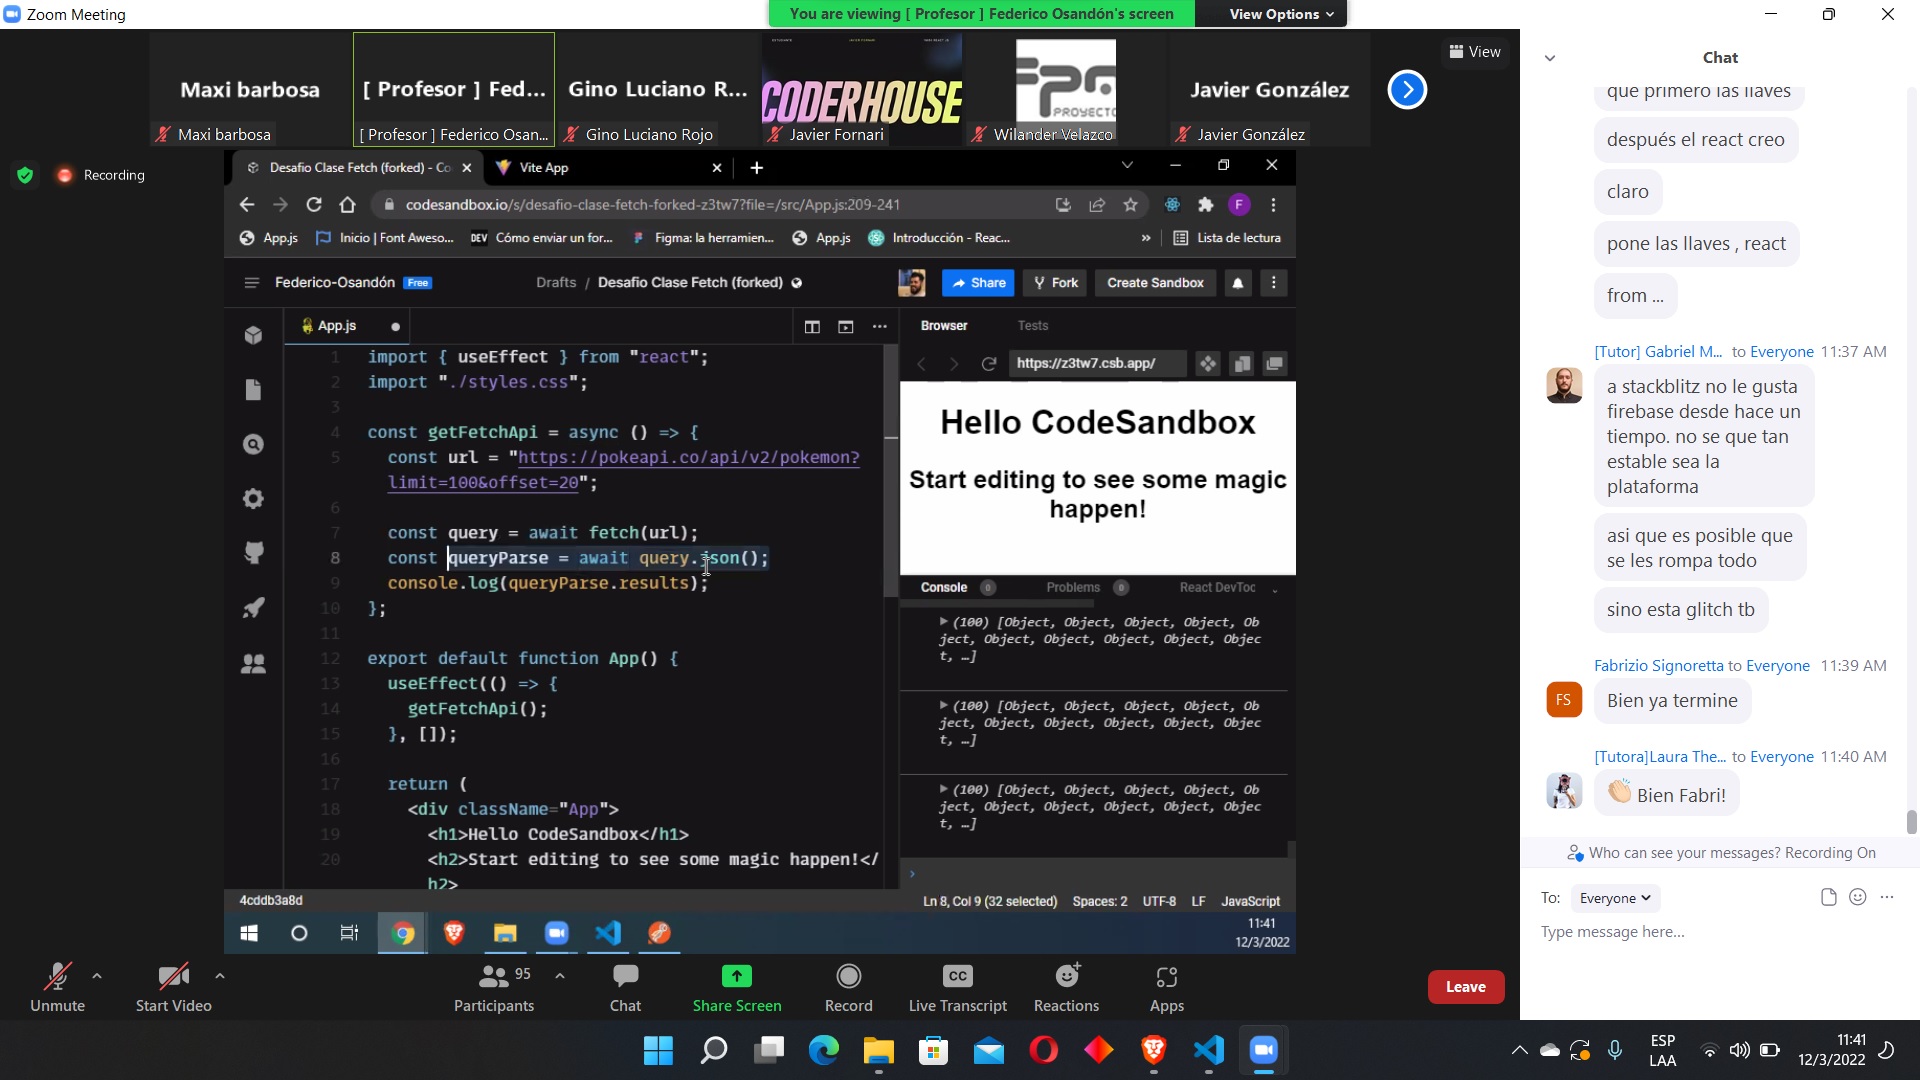 Zoom Meeting
You are viewing [ Profesor ] Federico Osandón's screen
View Options
Maxi barbosa
[ Profesor ] Fed...
Gino Luciano R...
CODERHOUSE
PROYECTO
Javier González
View
Maxi barbosa
[ Profesor ] Federico Osan...
Gino Luciano Rojo
Javier Fornari
Wilander Velazco
Javier González
Recording
Desafio Clase Fetch (forked) - Co
Vite App
codesandbox.io/s/desafio-clase-fetch-forked-z3tw7?file=/src/App.js:209-241
F
App.js
Inicio | Font Aweso...
DEV Cómo enviar un for...
Figma: la herramien...
App.js
Introducción - Reac...
»
Lista de lectura
Federico-Osandón Free
Drafts / Desafio Clase Fetch (forked)
Share
Fork
Create Sandbox
App.js
1 import { useEffect } from "react";
2 import "./styles.css";
3
4 const getFetchApi = async () => {
5 const url = "https://pokeapi.co/api/v2/pokemon?
limit=100&offset=20";
6
7 const query = await fetch(url);
8 const queryParse = await query.json();
9 console.log(queryParse.results);
10 };
11
12 export default function App() {
13 useEffect(() => {
14 getFetchApi();
15 }, []);
16
17 return (
18 <div className="App">
19 <h1>Hello CodeSandbox</h1>
20 <h2>Start editing to see some magic happen!</
h2>
Browser
Tests
https://z3tw7.csb.app/
Hello CodeSandbox
Start editing to see some magic
happen!
Console 0
Problems 0
React DevToo
(100) [Object, Object, Object, Object, Ob
ject, Object, Object, Object, Object, Objec
t, …]
(100) [Object, Object, Object, Object, Ob
ject, Object, Object, Object, Object, Objec
t, …]
(100) [Object, Object, Object, Object, Ob
ject, Object, Object, Object, Object, Objec
t, …]
4cddb3a8d
Ln 8, Col 9 (32 selected)
Spaces: 2
UTF-8
LF
JavaScript
11:41
12/3/2022
Unmute
Start Video
95
Participants
Chat
Share Screen
Record
CC
Live Transcript
Reactions
Apps
Leave
Chat
que primero las llaves
después el react creo
claro
pone las llaves , react
from ...
[Tutor] Gabriel M... to Everyone 11:37 AM
a stackblitz no le gusta
firebase desde hace un
tiempo. no se que tan
estable sea la
plataforma
asi que es posible que
se les rompa todo
sino esta glitch tb
Fabrizio Signoretta to Everyone 11:39 AM
FS
Bien ya termine
[Tutora]Laura The... to Everyone 11:40 AM
👏 Bien Fabri!
Who can see your messages? Recording On
To: Everyone
Type message here...
ESP
LAA
11:41
12/3/2022